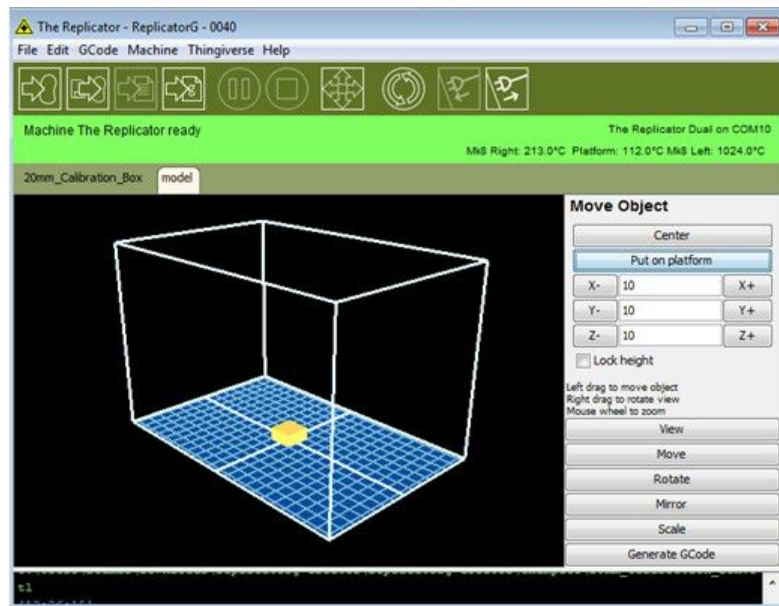 The Replicator - ReplicatorG - 0040
File Edit GCode Machine Thingiverse Help
Machine The Replicator ready
The Replicator Dual on COM10
Mk8 Right: 213.0°C Platform: 112.0°C Mk8 Left: 1024.0°C
20mm_Calibration_Box model
Move Object
Center
Put on platform
X- 10 X+
Y- 10 Y+
Z- 10 Z+
Lock height
Left drag to move object
Right drag to rotate view
Mouse wheel to zoom
View
Move
Rotate
Mirror
Scale
Generate GCode